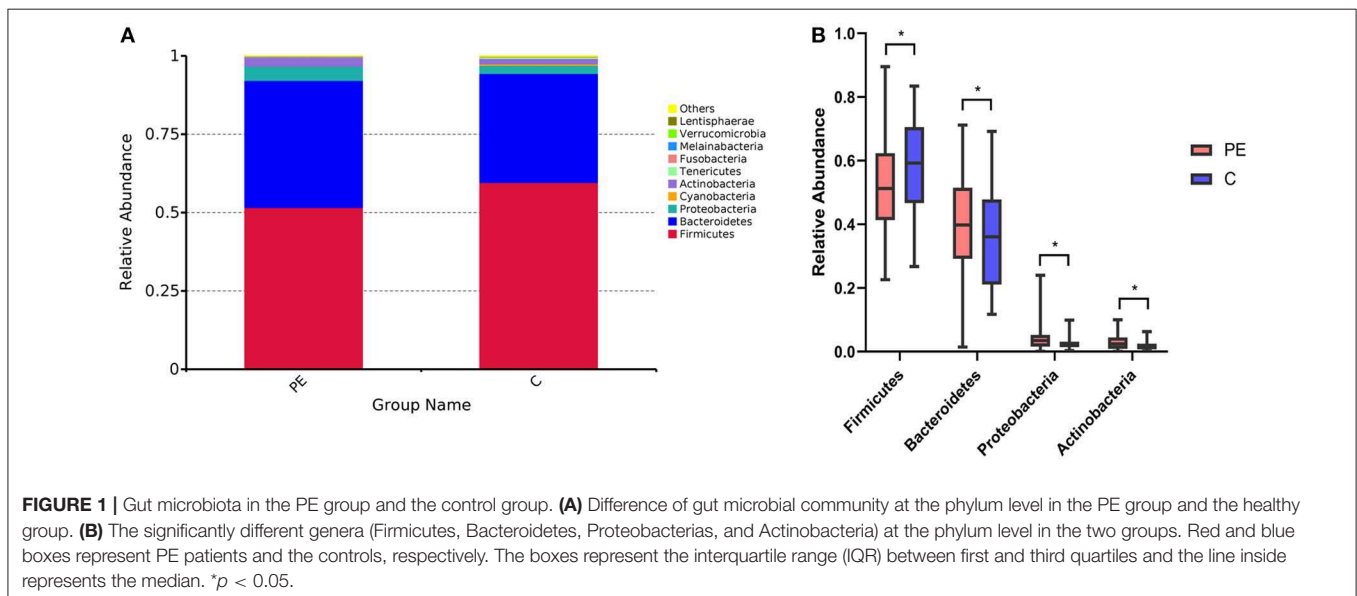 A
1
0.75
0.5
0.25
0
Relative Abundance
PE
C
Group Name
Others
Lentisphaerae
Verrucomicrobia
Melainabacteria
Fusobacteria
Tenericutes
Actinobacteria
Cyanobacteria
Proteobacteria
Bacteroidetes
Firmicutes
B
1.0
0.8
0.6
0.4
0.2
0.0
Relative Abundance
*
*
*
*
Firmicutes
Bacteroidetes
Proteobacteria
Actinobacteria
PE
C
FIGURE 1 | Gut microbiota in the PE group and the control group. (A) Difference of gut microbial community at the phylum level in the PE group and the healthy
group. (B) The significantly different genera (Firmicutes, Bacteroidetes, Proteobacterias, and Actinobacteria) at the phylum level in the two groups. Red and blue
boxes represent PE patients and the controls, respectively. The boxes represent the interquartile range (IQR) between first and third quartiles and the line inside
represents the median. *p < 0.05.